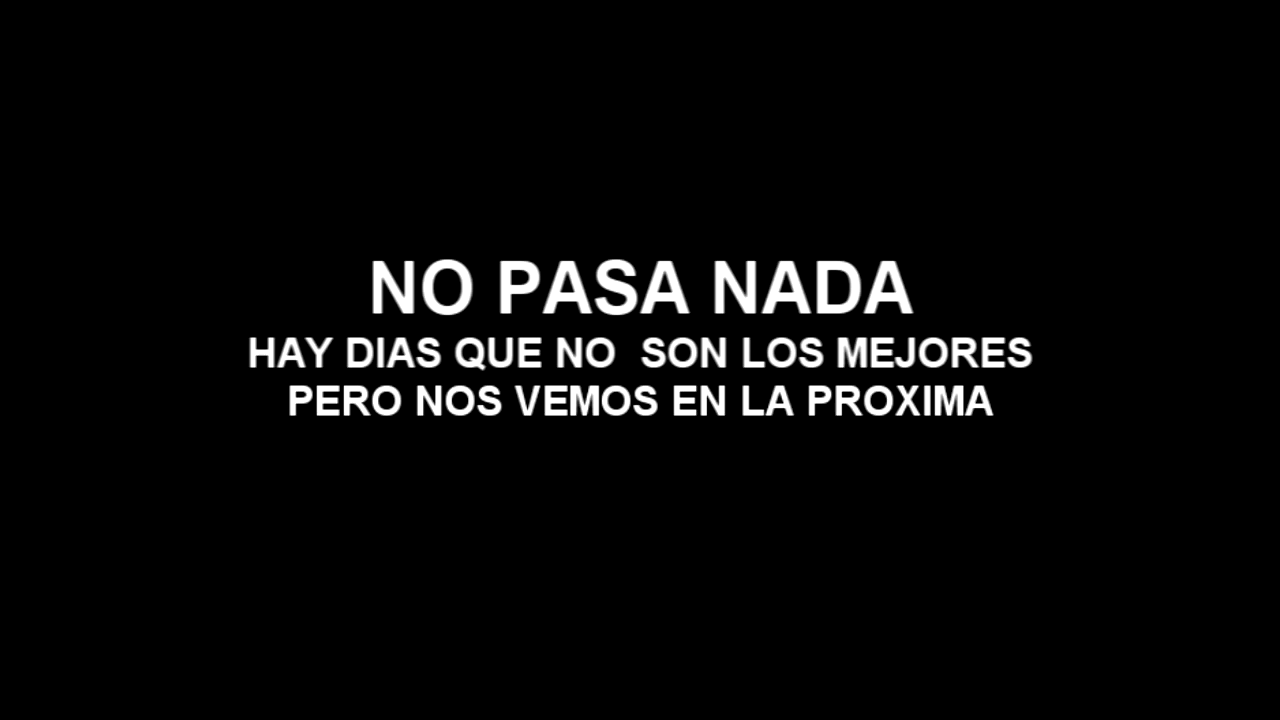 NO PASA NADA
HAY DIAS QUE NO  SON LOS MEJORES
PERO NOS VEMOS EN LA PROXIMA